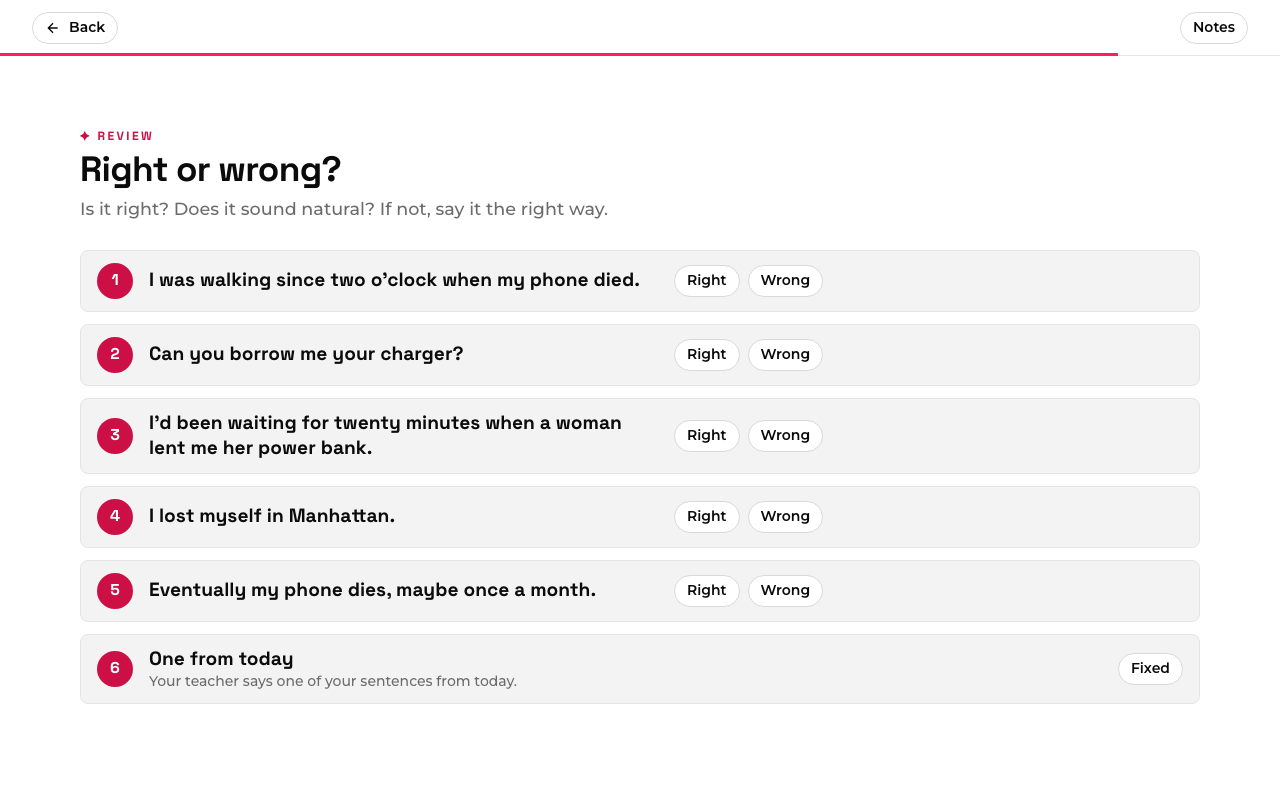 Back
Notes
REVIEW
Right or wrong?
Is it right? Does it sound natural? If not, say it the right way.
1 I was walking since two o’clock when my phone died. Right Wrong
2 Can you borrow me your charger? Right Wrong
3 I’d been waiting for twenty minutes when a woman
lent me her power bank. Right Wrong
4 I lost myself in Manhattan. Right Wrong
5 Eventually my phone dies, maybe once a month. Right Wrong
6 One from today
Your teacher says one of your sentences from today.
Fixed